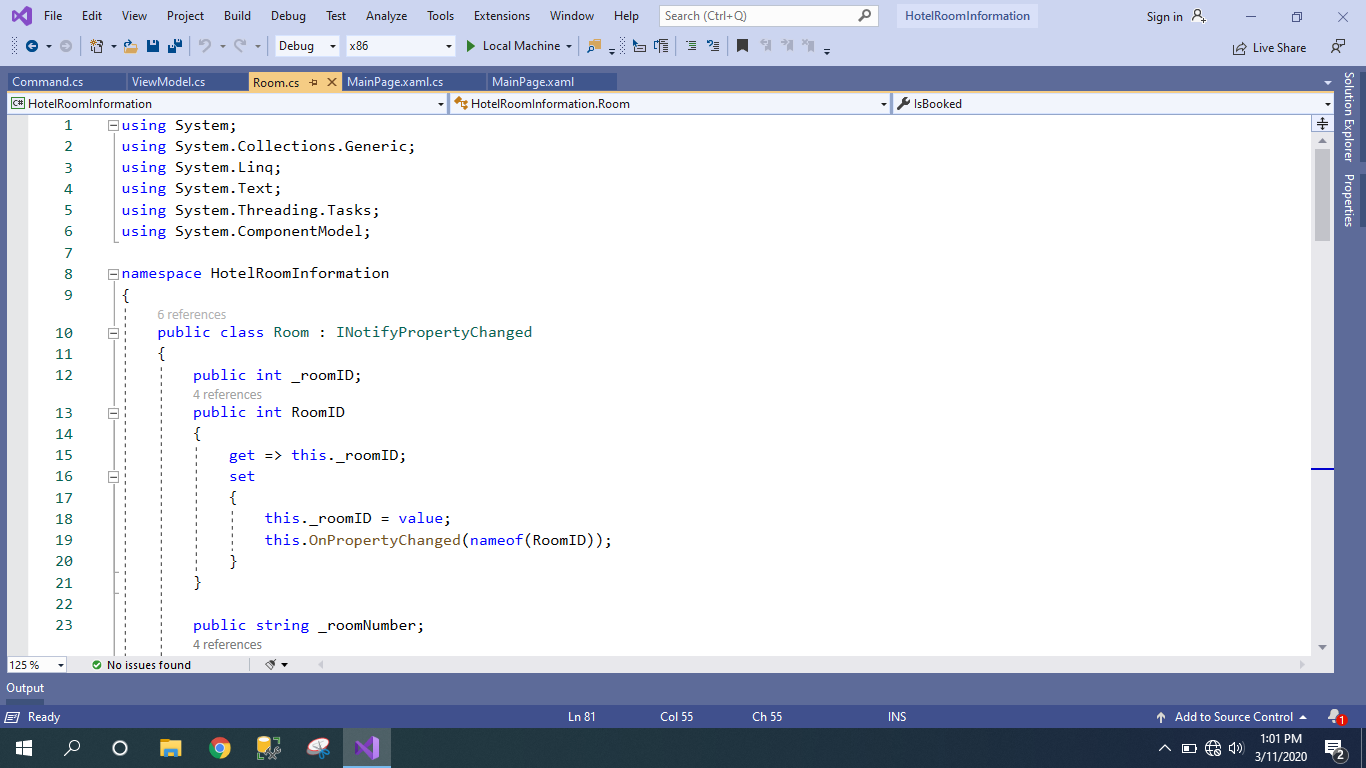 File Edit View Project Build Debug Test Analyze Tools Extensions Window Help Search (Ctrl+Q) HotelRoomInformation Sign in
Debug x86 Local Machine Live Share
Command.cs ViewModel.cs Room.cs MainPage.xaml.cs MainPage.xaml
C# HotelRoomInformation HotelRoomInformation.Room IsBooked
Solution Explorer
Properties
1 using System;
2 using System.Collections.Generic;
3 using System.Linq;
4 using System.Text;
5 using System.Threading.Tasks;
6 using System.ComponentModel;
7
8 namespace HotelRoomInformation
9 {
6 references
10 public class Room : INotifyPropertyChanged
11 {
12 public int _roomID;
4 references
13 public int RoomID
14 {
15 get => this._roomID;
16 set
17 {
18 this._roomID = value;
19 this.OnPropertyChanged(nameof(RoomID));
20 }
21 }
22
23 public string _roomNumber;
4 references
125 % No issues found
Output
Ready Ln 81 Col 55 Ch 55 INS Add to Source Control 1
1:01 PM
3/11/2020 2